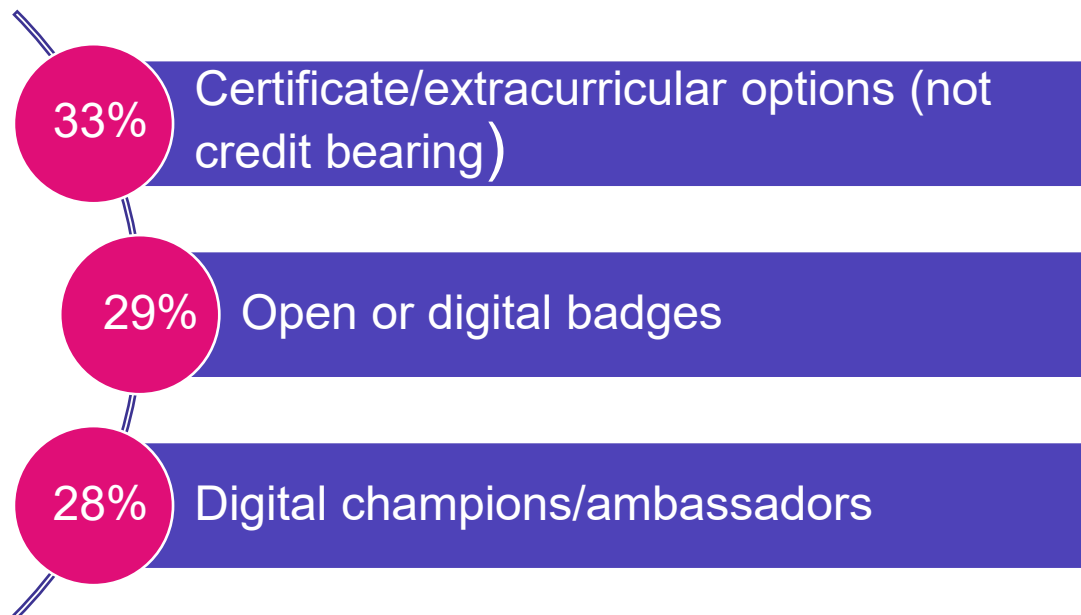 33%
Certificate/extracurricular options (not
credit bearing)
29%
Open or digital badges
28%
Digital champions/ambassadors